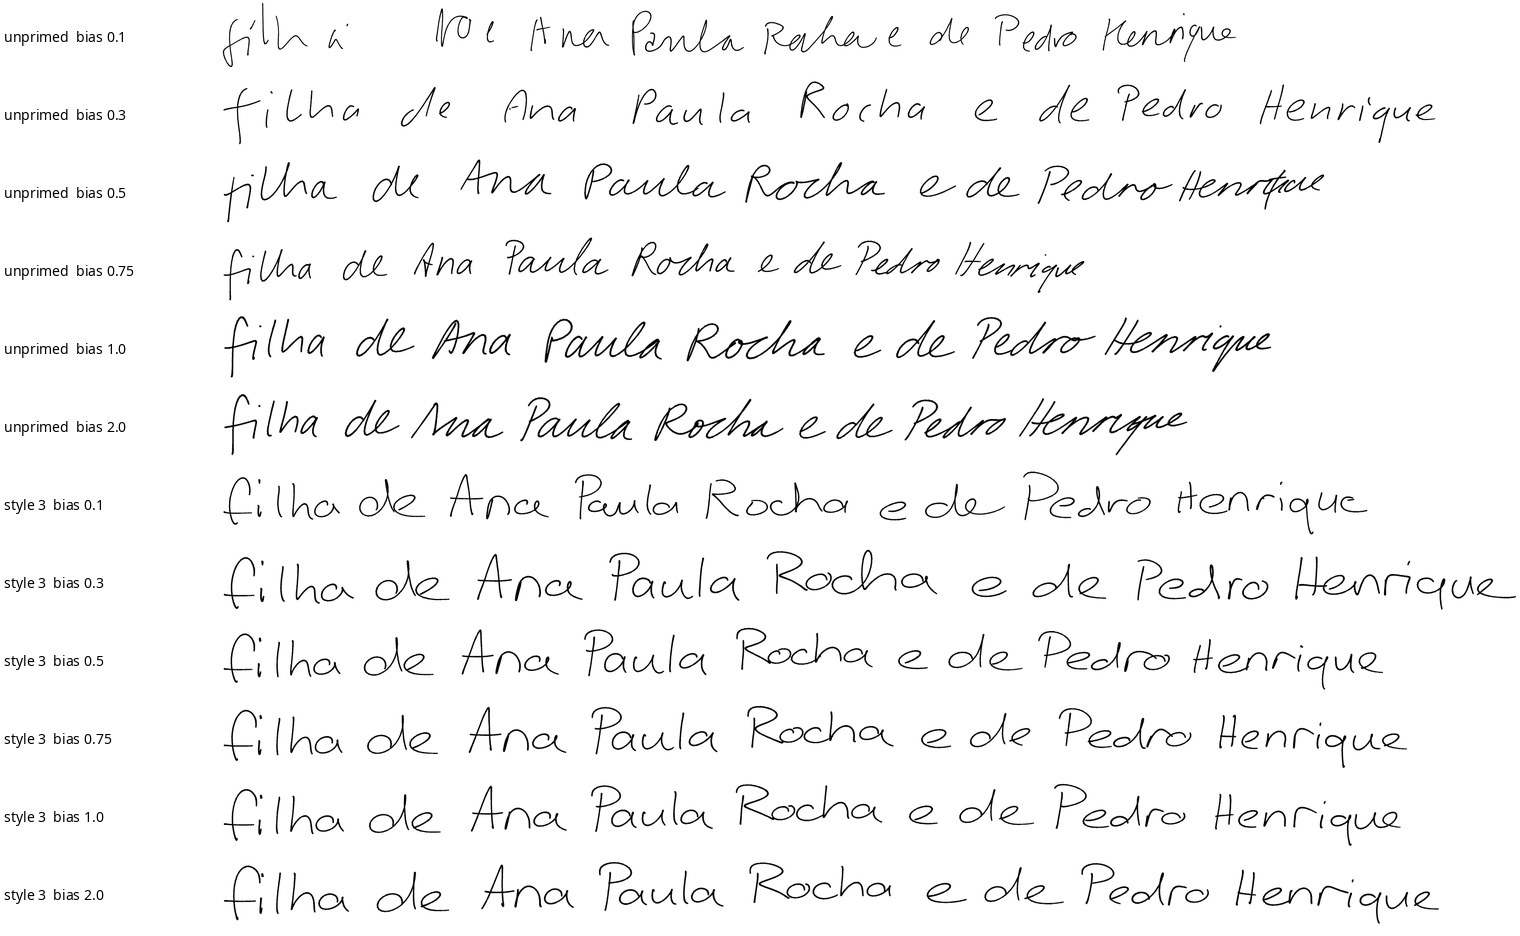 unprimed bias 0.1 filha Ana Paula Rocha e de Pedro Henrique
unprimed bias 0.3 filha de Ana Paula Rocha e de Pedro Henrique
unprimed bias 0.5 filha de Ana Paula Rocha e de Pedro Henrique
unprimed bias 0.75 filha de Ana Paula Rocha e de Pedro Henrique
unprimed bias 1.0 filha de Ana Paula Rocha e de Pedro Henrique
unprimed bias 2.0 filha de Ana Paula Rocha e de Pedro Henrique
style 3 bias 0.1 filha de Ana Paula Rocha e de Pedro Henrique
style 3 bias 0.3 filha de Ana Paula Rocha e de Pedro Henrique
style 3 bias 0.5 filha de Ana Paula Rocha e de Pedro Henrique
style 3 bias 0.75 filha de Ana Paula Rocha e de Pedro Henrique
style 3 bias 1.0 filha de Ana Paula Rocha e de Pedro Henrique
style 3 bias 2.0 filha de Ana Paula Rocha e de Pedro Henrique